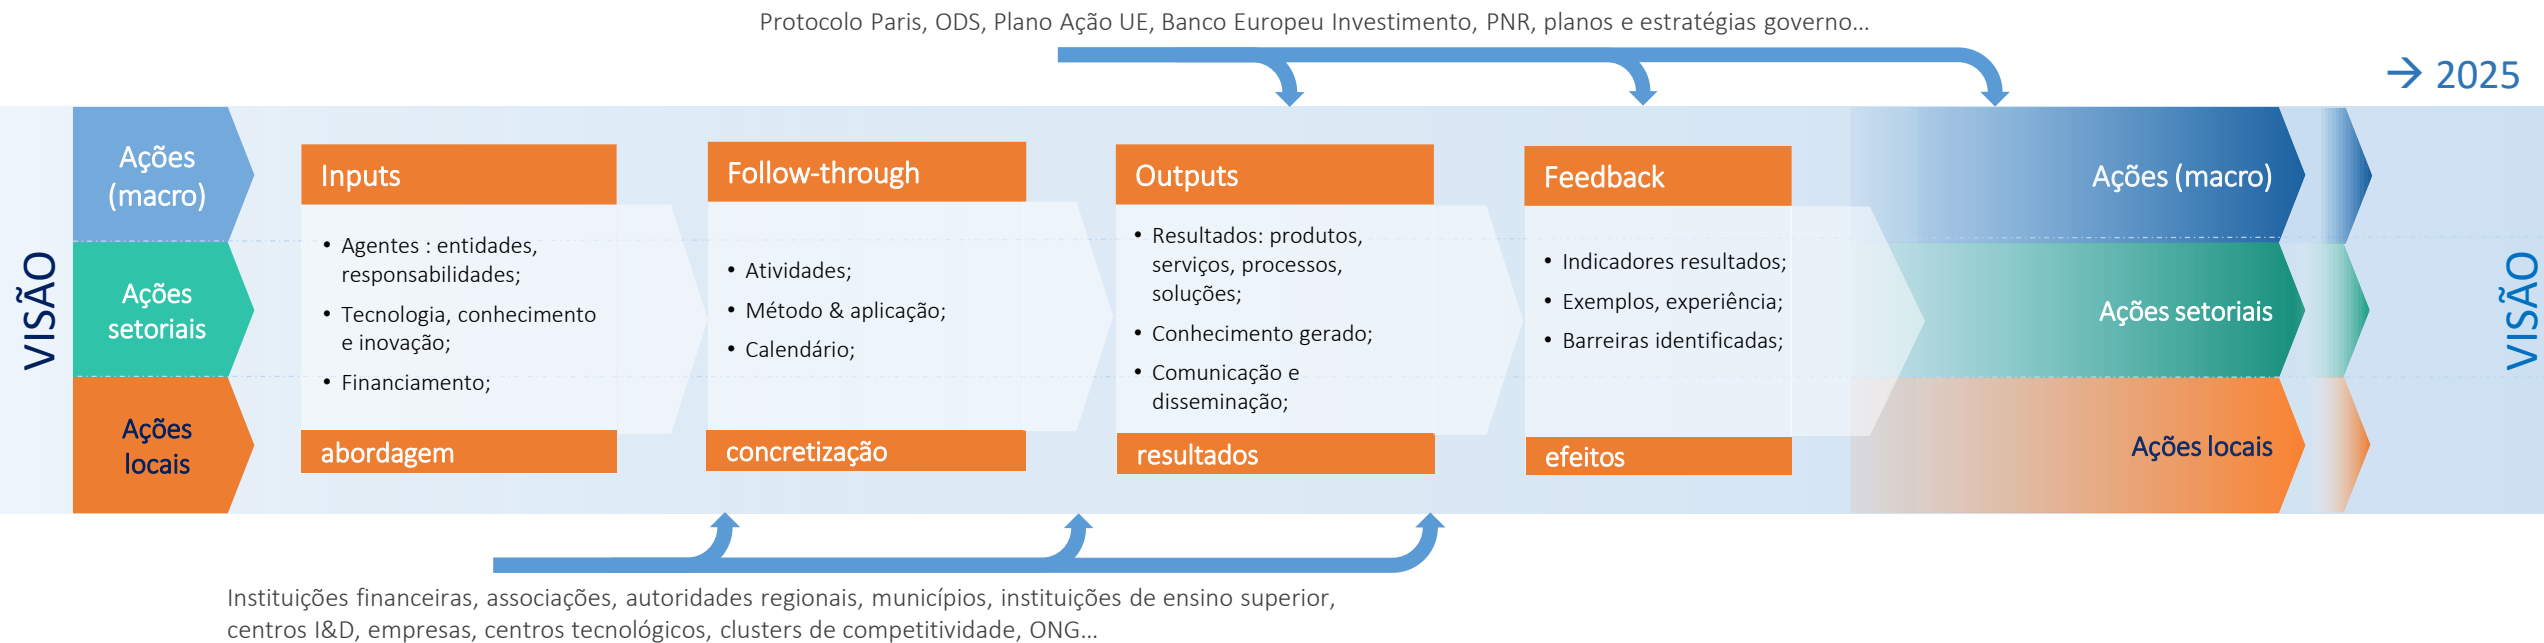 Protocolo Paris, ODS, Plano Ação UE, Banco Europeu Investimento, PNR, planos e estratégias governo...
→ 2025
VISÃO
Ações
(macro)
Ações
setoriais
Ações
locais
Inputs
• Agentes : entidades,
responsabilidades;
• Tecnologia, conhecimento
e inovação;
• Financiamento;
abordagem
Follow-through
• Atividades;
• Método & aplicação;
• Calendário;
concretização
Outputs
• Resultados: produtos,
serviços, processos,
soluções;
• Conhecimento gerado;
• Comunicação e
disseminação;
resultados
Feedback
• Indicadores resultados;
• Exemplos, experiência;
• Barreiras identificadas;
efeitos
Ações (macro)
Ações setoriais
Ações locais
VISÃO
Instituições financeiras, associações, autoridades regionais, municípios, instituições de ensino superior,
centros I&D, empresas, centros tecnológicos, clusters de competitividade, ONG...